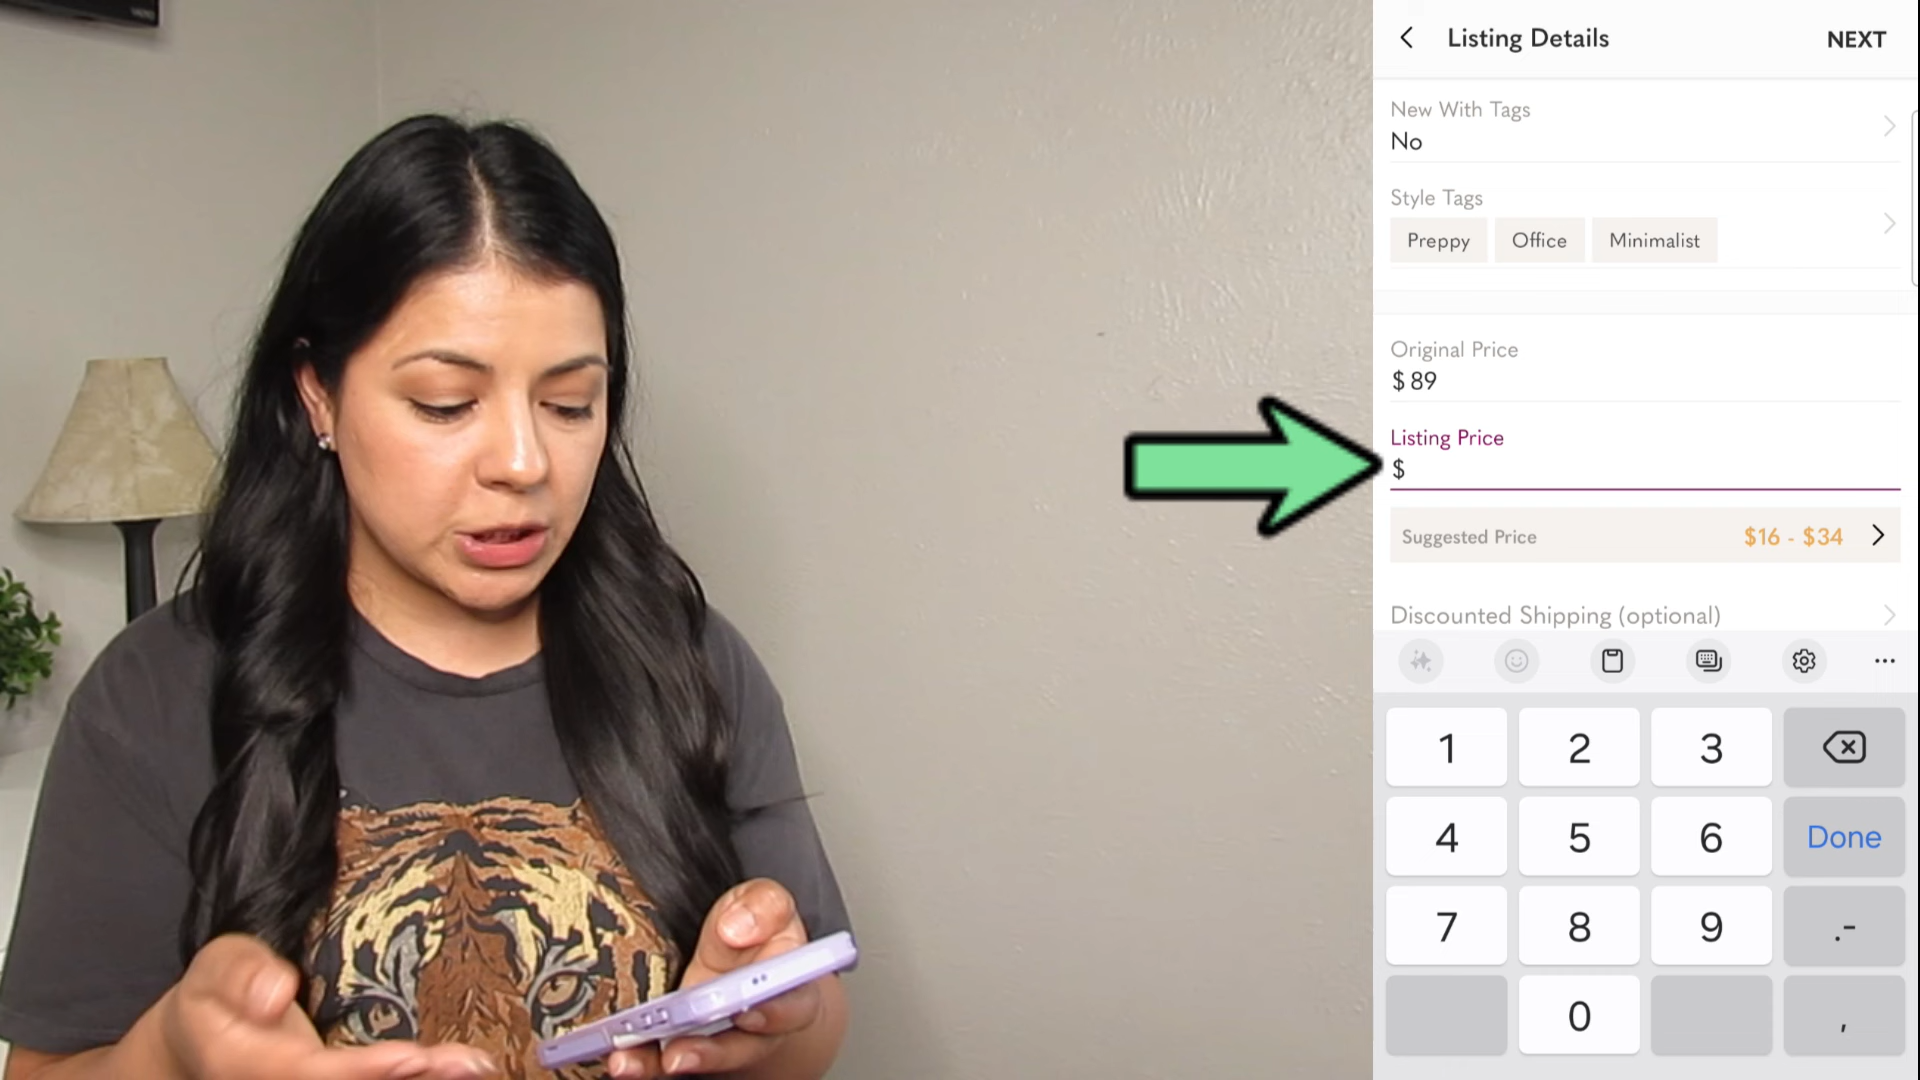 Listing Details
NEXT
New With Tags
No
Style Tags
Preppy Office Minimalist
Original Price
$ 89
Listing Price
$
Suggested Price $16 - $34
Discounted Shipping (optional)
1 2 3
4 5 6 Done
7 8 9 .-
0 ,